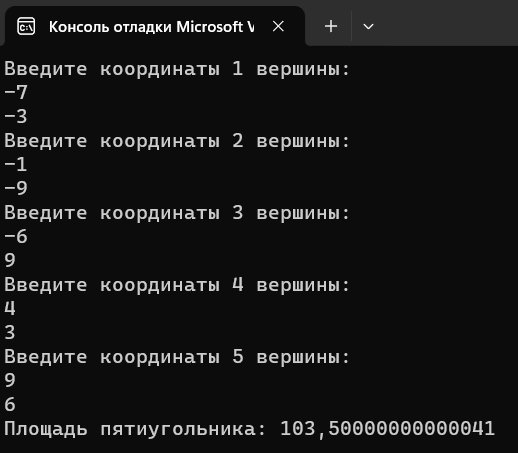 Консоль отладки Microsoft V
Введите координаты 1 вершины:
-7
-3
Введите координаты 2 вершины:
-1
-9
Введите координаты 3 вершины:
-6
9
Введите координаты 4 вершины:
4
3
Введите координаты 5 вершины:
9
6
Площадь пятиугольника: 103,50000000000041